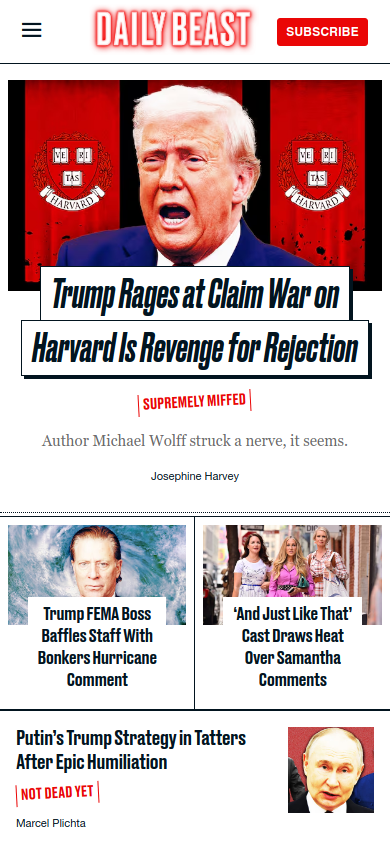 DAILY BEAST
SUBSCRIBE
VE RI
TAS
HARVARD
VE RI
TAS
HARVARD
Trump Rages at Claim War on
Harvard Is Revenge for Rejection
SUPREMELY MIFFED
Author Michael Wolff struck a nerve, it seems.
Josephine Harvey
Trump FEMA Boss
Baffles Staff With
Bonkers Hurricane
Comment
‘And Just Like That’
Cast Draws Heat
Over Samantha
Comments
Putin’s Trump Strategy in Tatters
After Epic Humiliation
NOT DEAD YET
Marcel Plichta